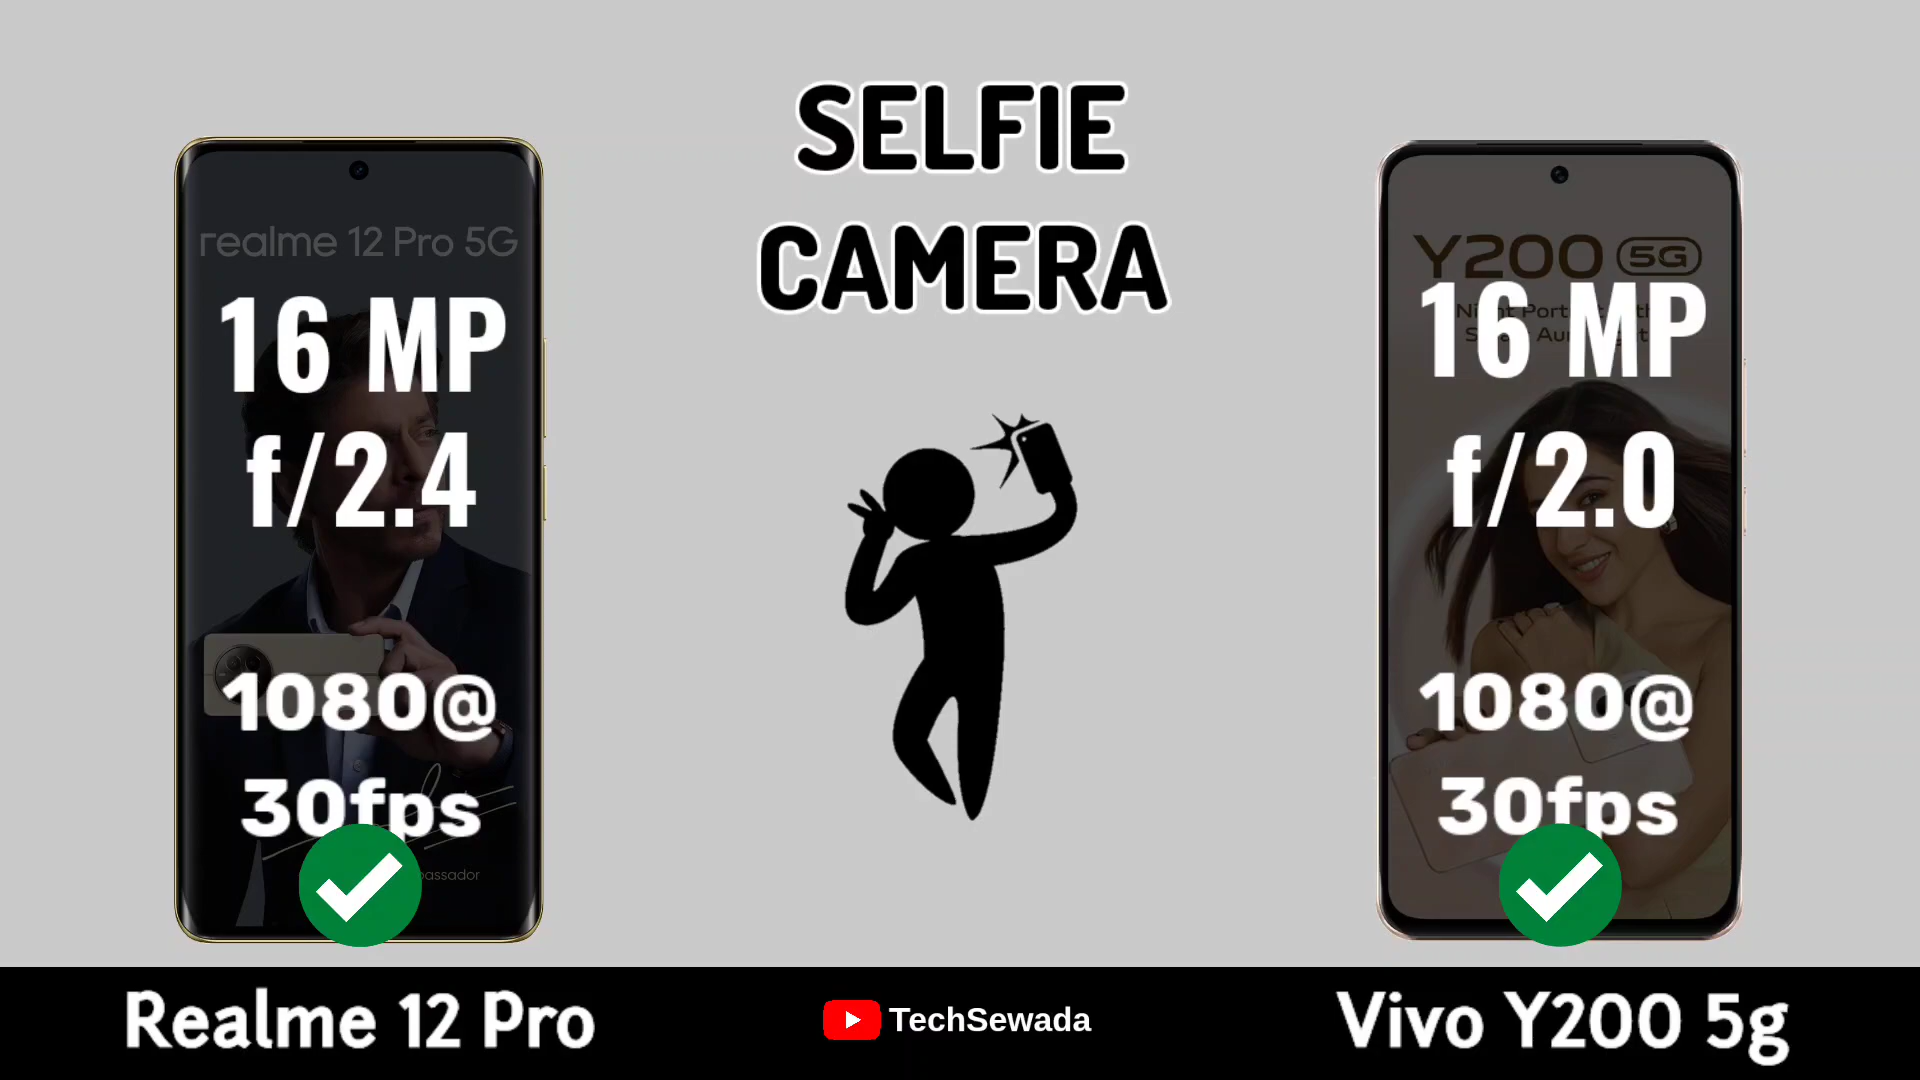 SELFIE
CAMERA
realme 12 Pro 5G
16 MP
f/2.4
1080@
30fps
Y200 5G
16 MP
f/2.0
1080@
30fps
Realme 12 Pro
TechSewada
Vivo Y200 5g